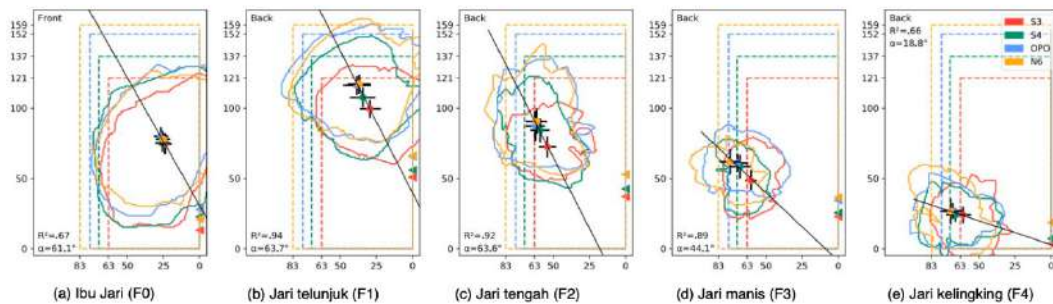 Front
159
152
137
121
100
50
0
R²=.67
α=61.1°
83
63
50
25
0
(a) Ibu Jari (F0)
Back
159
152
137
121
100
50
0
R²=.94
α=63.7°
83
63
50
25
0
(b) Jari telunjuk (F1)
Back
159
152
137
121
100
50
0
R²=.92
α=63.6°
83
63
50
25
0
(c) Jari tengah (F2)
Back
159
152
137
121
100
50
0
R²=.89
α=44.1°
83
63
50
25
0
(d) Jari manis (F3)
Back
R²=.66
α=18.8°
S3
S4
OPO
N6
159
152
137
121
100
50
0
83
63
50
25
0
(e) Jari kelingking (F4)